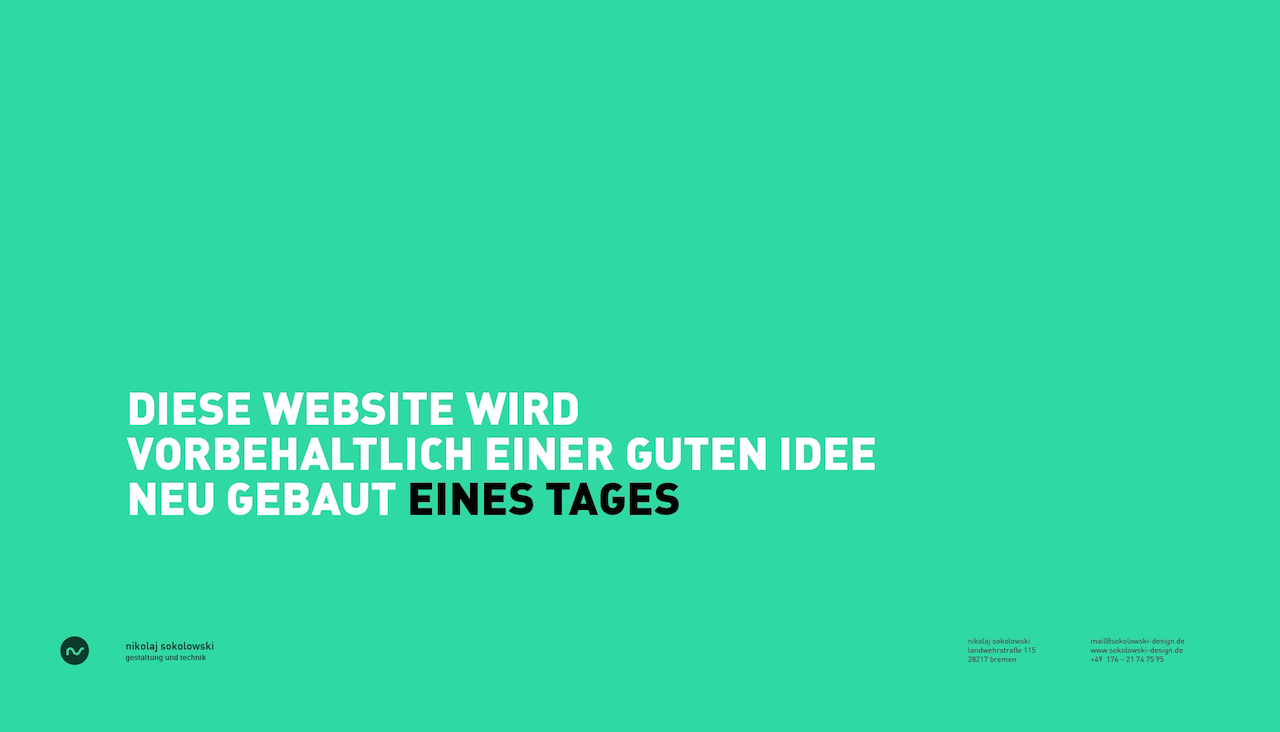 DIESE WEBSITE WIRD
VORBEHALTLICH EINER GUTEN IDEE
NEU GEBAUT EINES TAGES
nikolaj sokolowski
gestaltung und technik
nikolaj sokolowski
landwehrstraße 115
28217 bremen
mail@sokolowski-design.de
www.sokolowski-design.de
+49 176 – 21 74 75 95